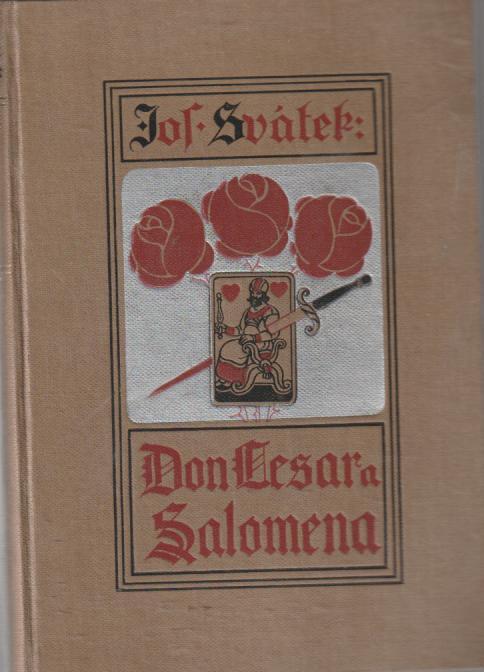 Jos. Svátek:
Don Cesar a
Salomena